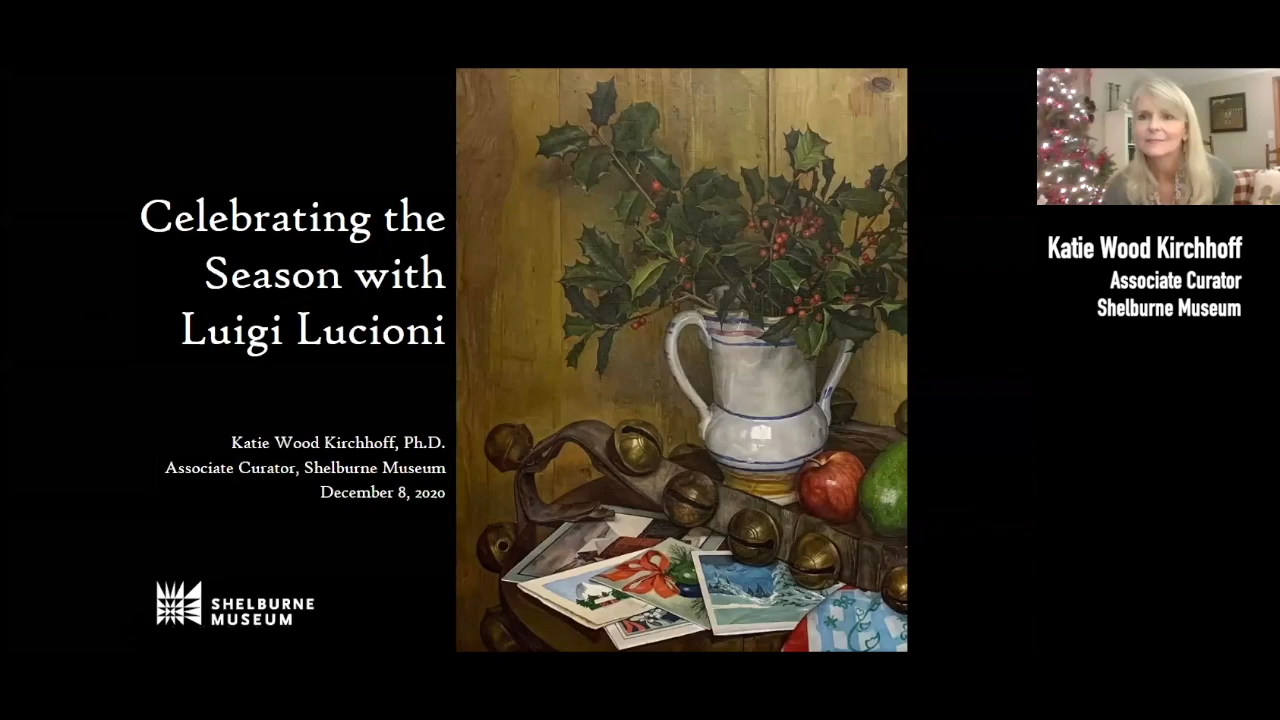 Celebrating the
Season with
Luigi Lucioni
Katie Wood Kirchhoff, Ph.D.
Associate Curator, Shelburne Museum
December 8, 2020
SHELBURNE
MUSEUM
Katie Wood Kirchhoff
Associate Curator
Shelburne Museum